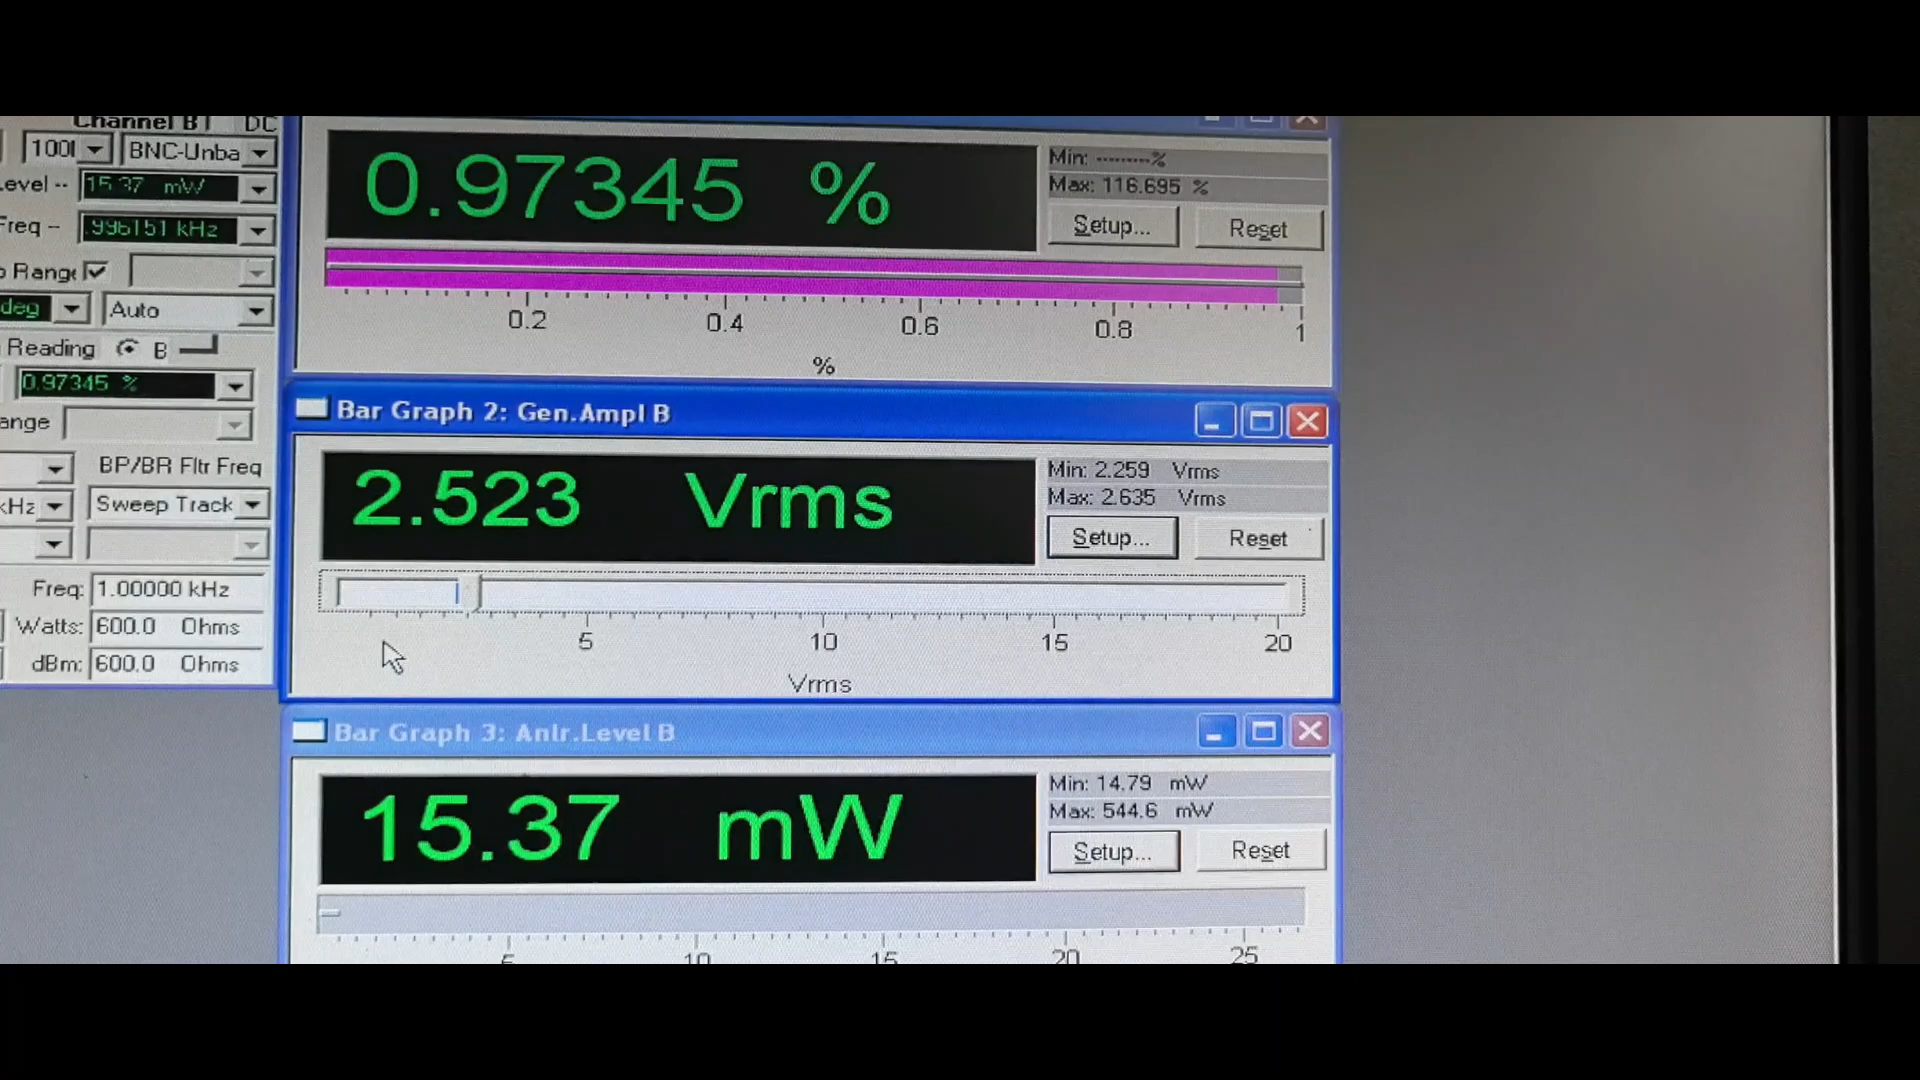 Channel B DC
100 BNC-Unba
Level -- 15.37 mW
Freq -- .996151 kHz
Range
deg Auto
Reading B
0.97345 %
ange
BP/BR Fltr Freq
kHz Sweep Track
Freq: 1.00000 kHz
Watts: 600.0 Ohms
dBm: 600.0 Ohms
0.97345 %
Min: --------%
Max: 116.695 %
Setup... Reset
0.2 0.4 0.6 0.8 1
%
Bar Graph 2: Gen.Ampl B
2.523 Vrms
Min: 2.259 Vrms
Max: 2.635 Vrms
Setup... Reset
5 10 15 20
Vrms
Bar Graph 3: Anlr.Level B
15.37 mW
Min: 14.79 mW
Max: 544.6 mW
Setup... Reset
5 10 15 20 25